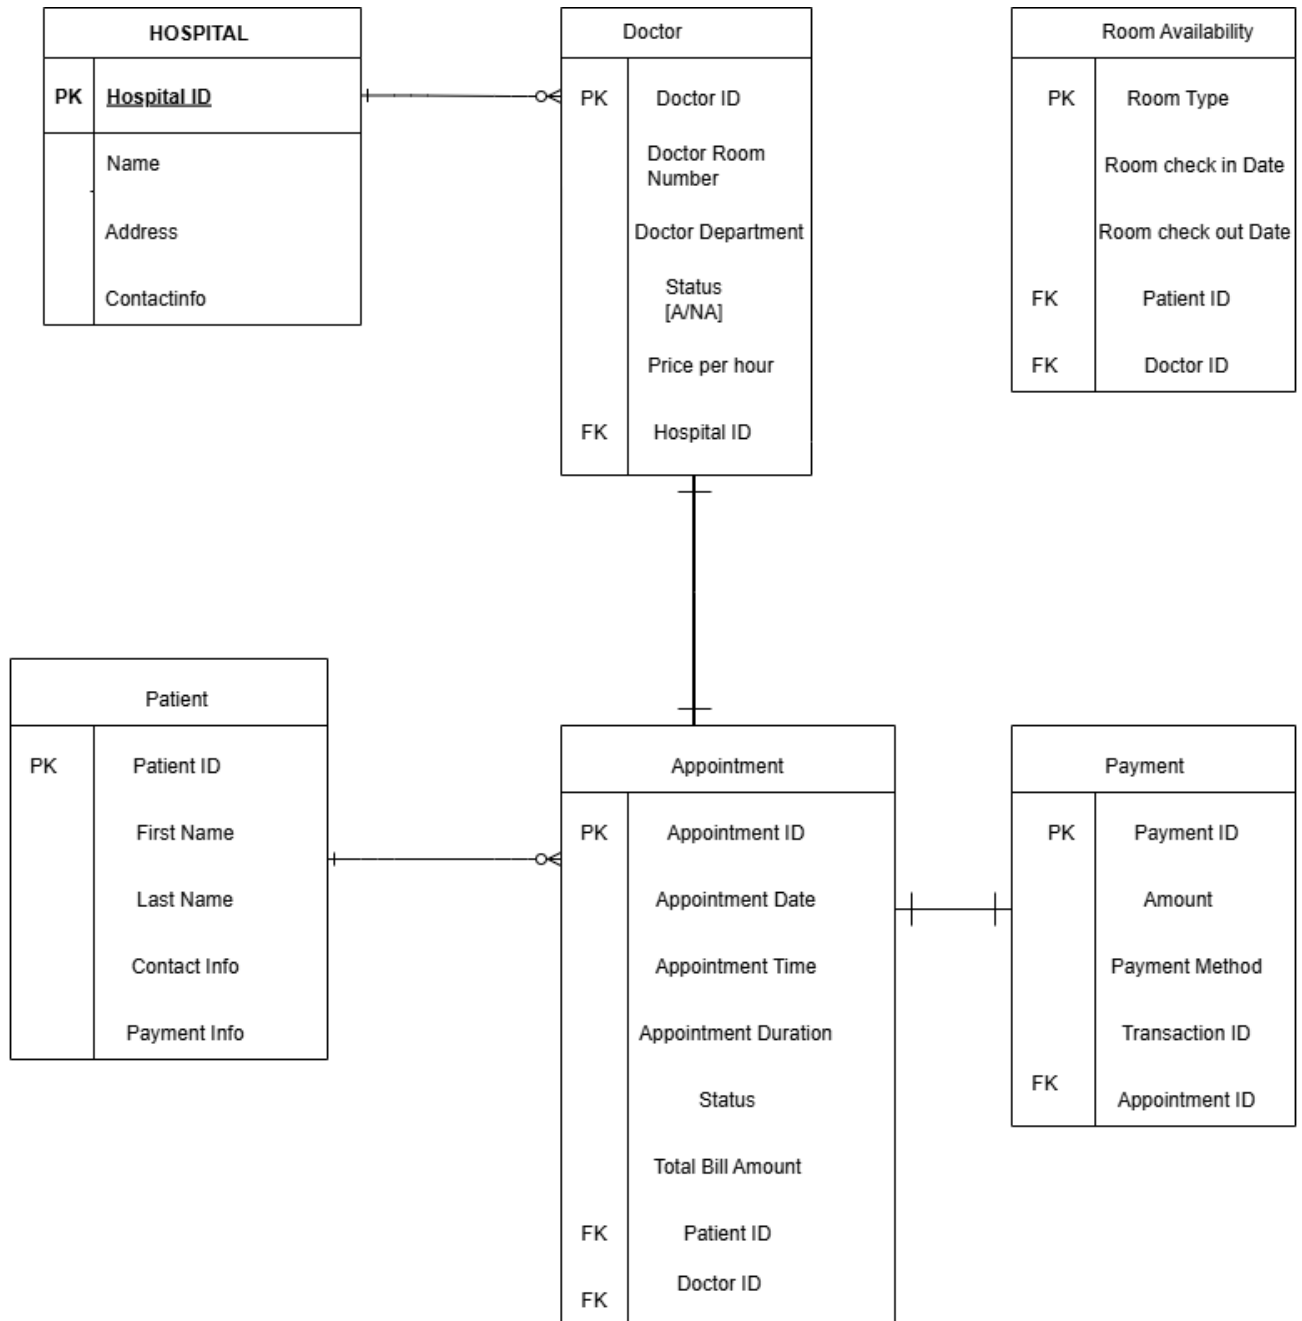 HOSPITAL
PK Hospital ID
Name
Address
Contactinfo
Doctor
PK Doctor ID
Doctor Room
Number
Doctor Department
Status
[A/NA]
Price per hour
FK Hospital ID
Room Availability
PK Room Type
Room check in Date
Room check out Date
FK Patient ID
FK Doctor ID
Patient
PK Patient ID
First Name
Last Name
Contact Info
Payment Info
Appointment
PK Appointment ID
Appointment Date
Appointment Time
Appointment Duration
Status
Total Bill Amount
FK Patient ID
Doctor ID
FK
Payment
PK Payment ID
Amount
Payment Method
Transaction ID
FK
Appointment ID